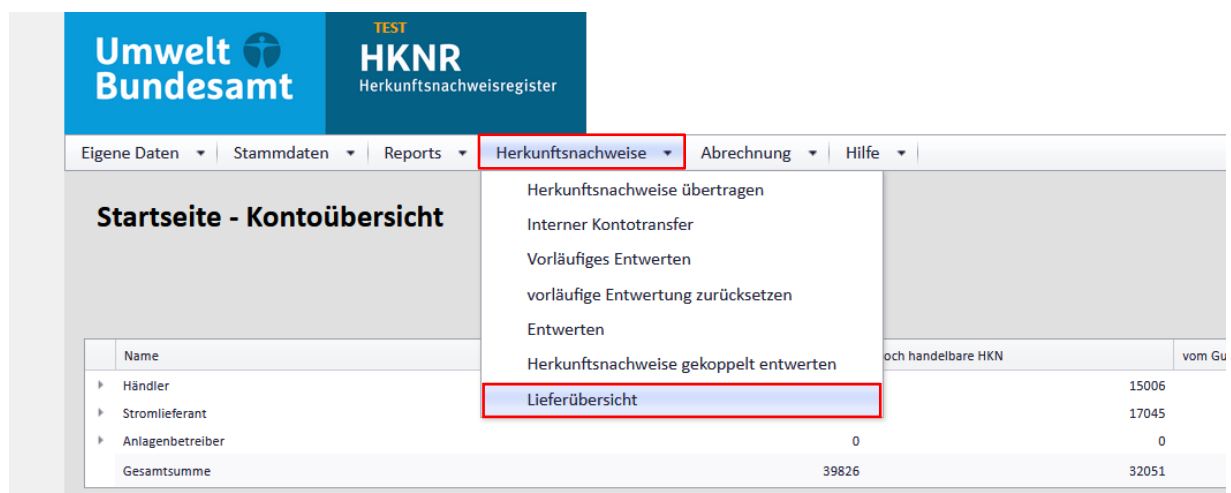 Umwelt
Bundesamt
TEST
HKNR
Herkunftsnachweisregister
Eigene Daten Stammdaten Reports Herkunftsnachweise Abrechnung Hilfe
Startseite - Kontoübersicht
Herkunftsnachweise übertragen
Interner Kontotransfer
Vorläufiges Entwerten
vorläufige Entwertung zurücksetzen
Entwerten
Herkunftsnachweise gekoppelt entwerten
Lieferübersicht
Name och handelbare HKN vom Gu
Händler 15006
Stromlieferant 17045
Anlagenbetreiber 0 0
Gesamtsumme 39826 32051